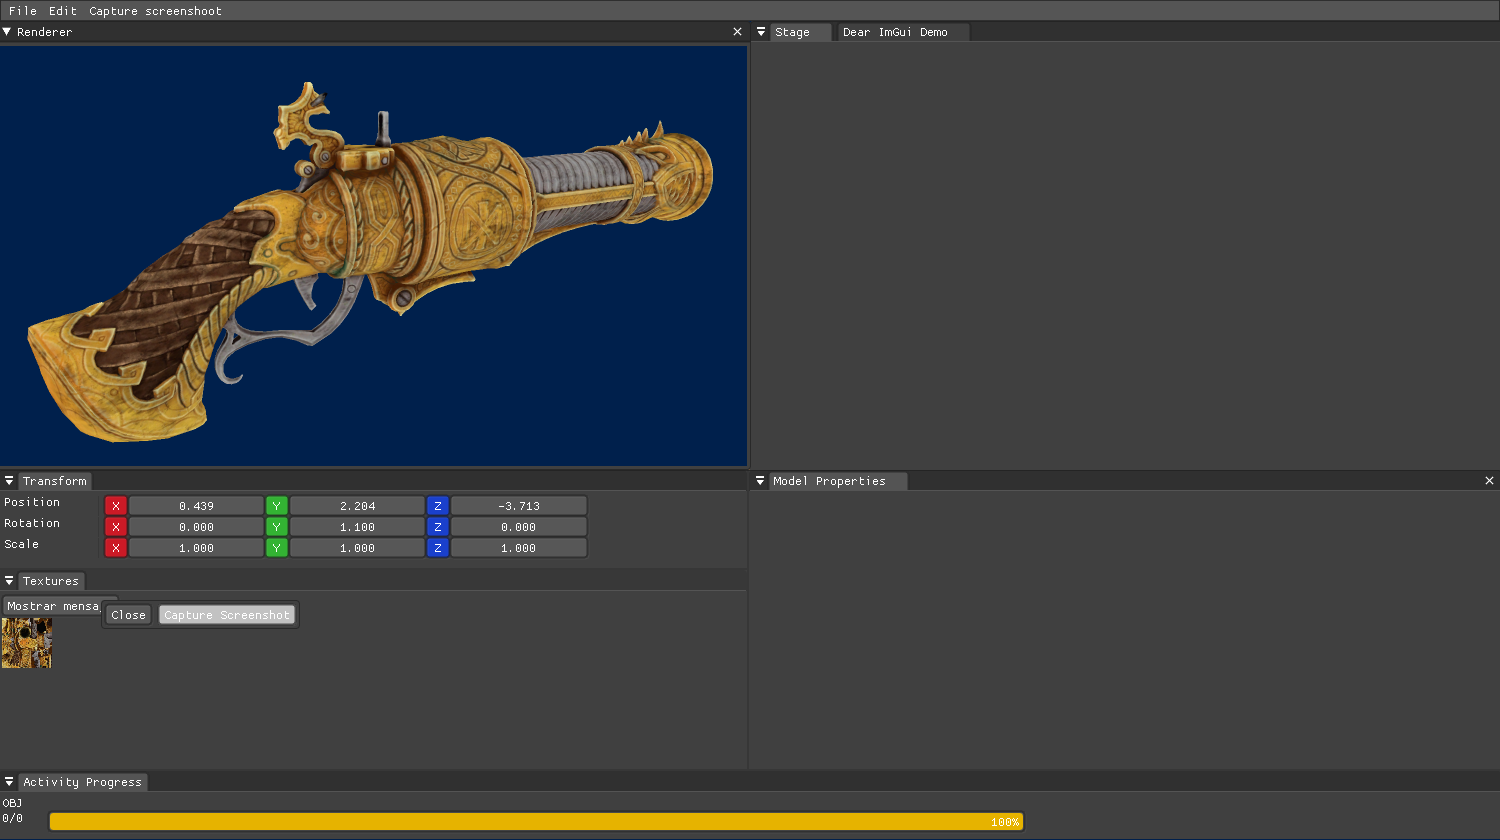 File Edit Capture screenshoot
Renderer
Stage Dear ImGui Demo
Transform
Position X 0.439 Y 2.204 Z -3.713
Rotation X 0.000 Y 1.100 Z 0.000
Scale X 1.000 Y 1.000 Z 1.000
Model Properties
Textures
Mostrar mensa
Close Capture Screenshot
Activity Progress
OBJ
0/0 100%